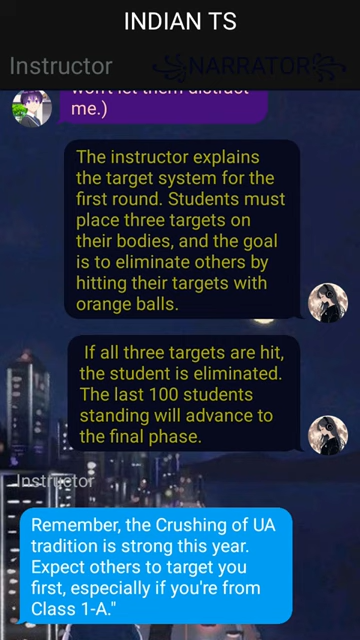 INDIAN TS
Instructor
꧁NARRATOR꧂
won't let them distract
me.)
The instructor explains
the target system for the
first round. Students must
place three targets on
their bodies, and the goal
is to eliminate others by
hitting their targets with
orange balls.
If all three targets are hit,
the student is eliminated.
The last 100 students
standing will advance to
the final phase.
Instructor
Remember, the Crushing of UA
tradition is strong this year.
Expect others to target you
first, especially if you're from
Class 1-A."